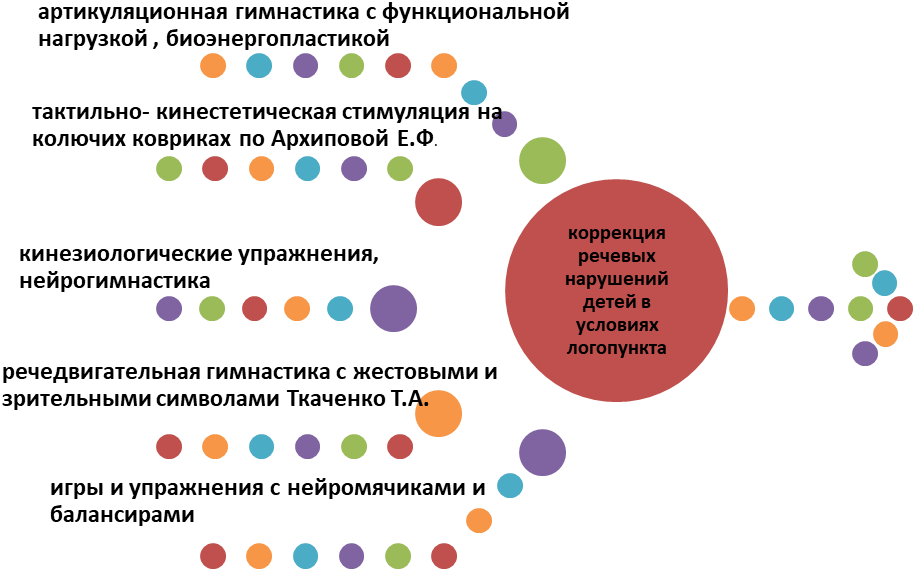 артикуляционная гимнастика с функциональной
нагрузкой , биоэнергопластикой
тактильно- кинестетическая стимуляция на
колючих ковриках по Архиповой Е.Ф.
кинезиологические упражнения,
нейрогимнастика
речедвигательная гимнастика с жестовыми и
зрительными символами Ткаченко Т.А.
игры и упражнения с нейромячиками и
балансирами
коррекция
речевых
нарушений
детей в
условиях
логопункта